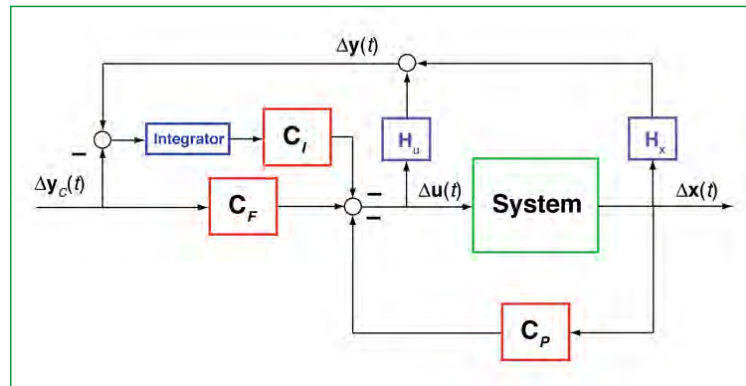 Δy(t)
H_u
H_x
Integrator
C_I
−
Δy_C(t)
C_F
−
−
Δu(t)
System
Δx(t)
C_P